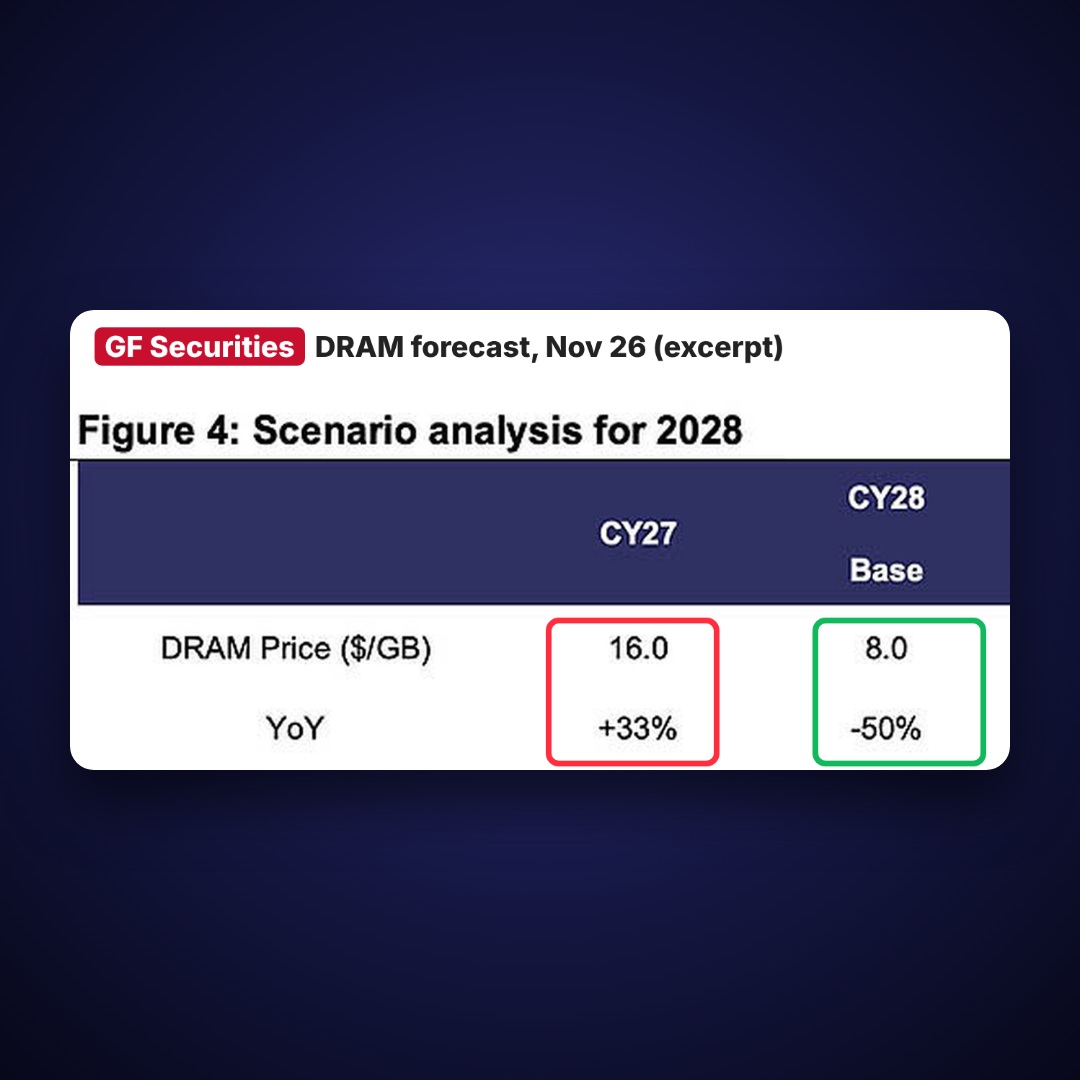 GF Securities DRAM forecast, Nov 26 (excerpt)
Figure 4: Scenario analysis for 2028
CY27
CY28
Base
DRAM Price ($/GB) 16.0 8.0
YoY +33% -50%